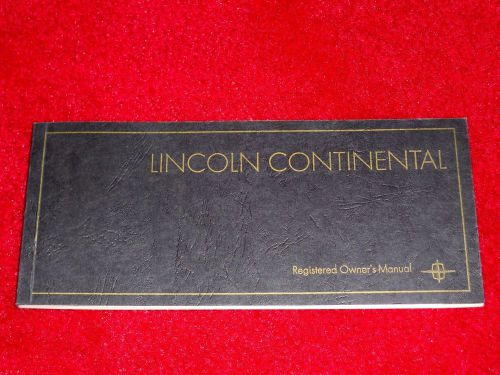 LINCOLN CONTINENTAL
Registered Owner's Manual